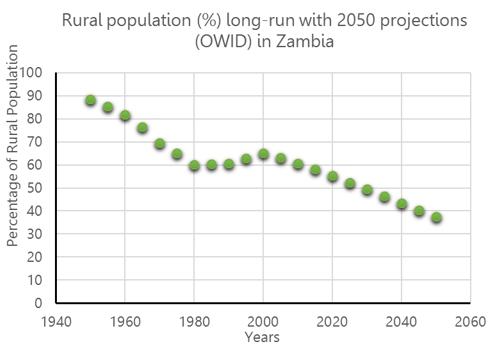 Rural population (%) long-run with 2050 projections
(OWID) in Zambia
Percentage of Rural Population
100
90
80
70
60
50
40
30
20
10
0
1940 1960 1980 2000 2020 2040 2060
Years